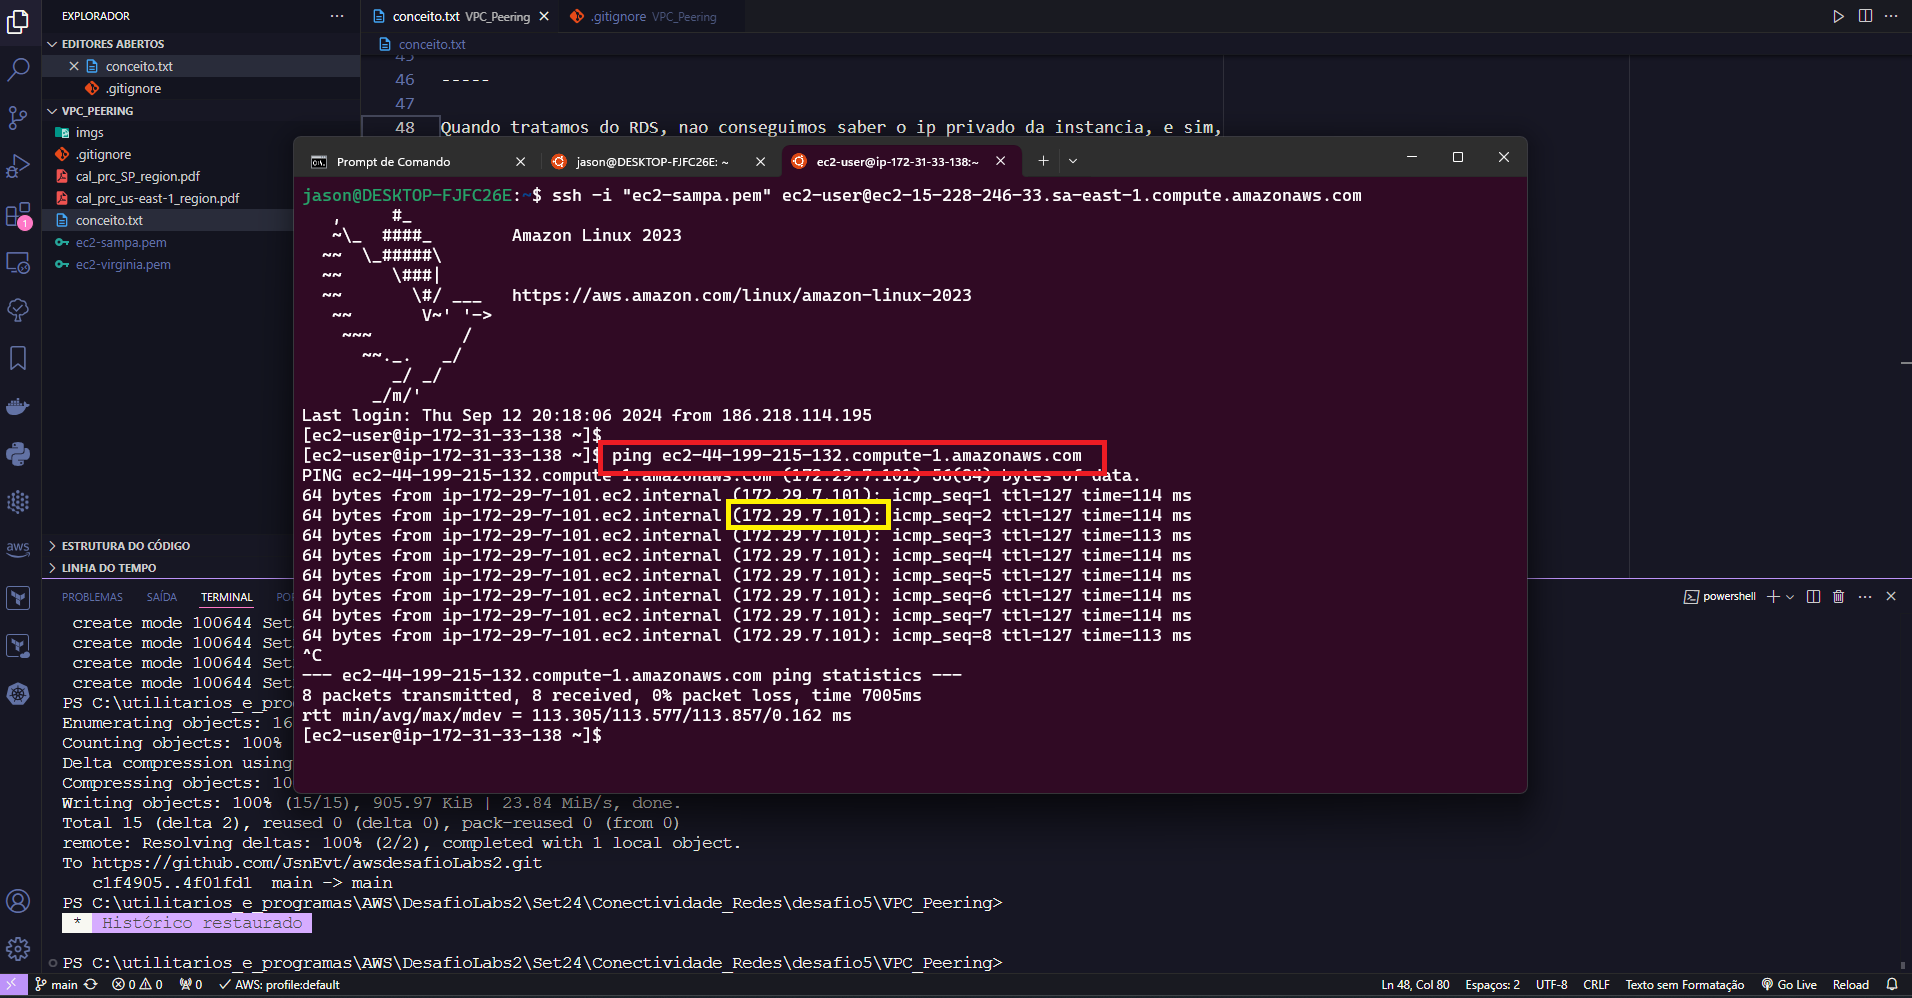 EXPLORADOR
EDITORES ABERTOS
conceito.txt
.gitignore
VPC_PEERING
imgs
.gitignore
cal_prc_SP_region.pdf
cal_prc_us-east-1_region.pdf
conceito.txt
ec2-sampa.pem
ec2-virginia.pem
ESTRUTURA DO CÓDIGO
LINHA DO TEMPO
conceito.txt VPC_Peering
.gitignore VPC_Peering
conceito.txt
45
46 -----
47
48 Quando tratamos do RDS, nao conseguimos saber o ip privado da instancia, e sim,
Prompt de Comando
jason@DESKTOP-FJFC26E: ~
ec2-user@ip-172-31-33-138:~
jason@DESKTOP-FJFC26E:~$ ssh -i "ec2-sampa.pem" ec2-user@ec2-15-228-246-33.sa-east-1.compute.amazonaws.com
   ,     #_
   ~\_  ####_        Amazon Linux 2023
  ~~  \_#####\
  ~~     \###|
  ~~       \#/ ___   https://aws.amazon.com/linux/amazon-linux-2023
   ~~       V~' '->
    ~~~         /
      ~~._.   _/
         _/ _/
       _/m/'
Last login: Thu Sep 12 20:18:06 2024 from 186.218.114.195
[ec2-user@ip-172-31-33-138 ~]$
[ec2-user@ip-172-31-33-138 ~]$ ping ec2-44-199-215-132.compute-1.amazonaws.com
PING ec2-44-199-215-132.compute-1.amazonaws.com (172.29.7.101) 56(84) bytes of data.
64 bytes from ip-172-29-7-101.ec2.internal (172.29.7.101): icmp_seq=1 ttl=127 time=114 ms
64 bytes from ip-172-29-7-101.ec2.internal (172.29.7.101): icmp_seq=2 ttl=127 time=114 ms
64 bytes from ip-172-29-7-101.ec2.internal (172.29.7.101): icmp_seq=3 ttl=127 time=113 ms
64 bytes from ip-172-29-7-101.ec2.internal (172.29.7.101): icmp_seq=4 ttl=127 time=114 ms
64 bytes from ip-172-29-7-101.ec2.internal (172.29.7.101): icmp_seq=5 ttl=127 time=114 ms
64 bytes from ip-172-29-7-101.ec2.internal (172.29.7.101): icmp_seq=6 ttl=127 time=114 ms
64 bytes from ip-172-29-7-101.ec2.internal (172.29.7.101): icmp_seq=7 ttl=127 time=114 ms
64 bytes from ip-172-29-7-101.ec2.internal (172.29.7.101): icmp_seq=8 ttl=127 time=113 ms
^C
--- ec2-44-199-215-132.compute-1.amazonaws.com ping statistics ---
8 packets transmitted, 8 received, 0% packet loss, time 7005ms
rtt min/avg/max/mdev = 113.305/113.577/113.857/0.162 ms
[ec2-user@ip-172-31-33-138 ~]$
PROBLEMAS SAÍDA TERMINAL PO
powershell
create mode 100644 Set
create mode 100644 Set
create mode 100644 Set
create mode 100644 Set
PS C:\utilitarios_e_pro
Enumerating objects: 16
Counting objects: 100%
Delta compression using
Compressing objects: 10
Writing objects: 100% (15/15), 905.97 KiB | 23.84 MiB/s, done.
Total 15 (delta 2), reused 0 (delta 0), pack-reused 0 (from 0)
remote: Resolving deltas: 100% (2/2), completed with 1 local object.
To https://github.com/JsnEvt/awsdesafioLabs2.git
   c1f4905..4f01fd1  main -> main
PS C:\utilitarios_e_programas\AWS\DesafioLabs2\Set24\Conectividade_Redes\desafio5\VPC_Peering>
* Histórico restaurado
PS C:\utilitarios_e_programas\AWS\DesafioLabs2\Set24\Conectividade_Redes\desafio5\VPC_Peering>
aws
1
main 0 0 0 AWS: profile:default
Ln 48, Col 80 Espaços: 2 UTF-8 CRLF Texto sem Formatação Go Live Reload